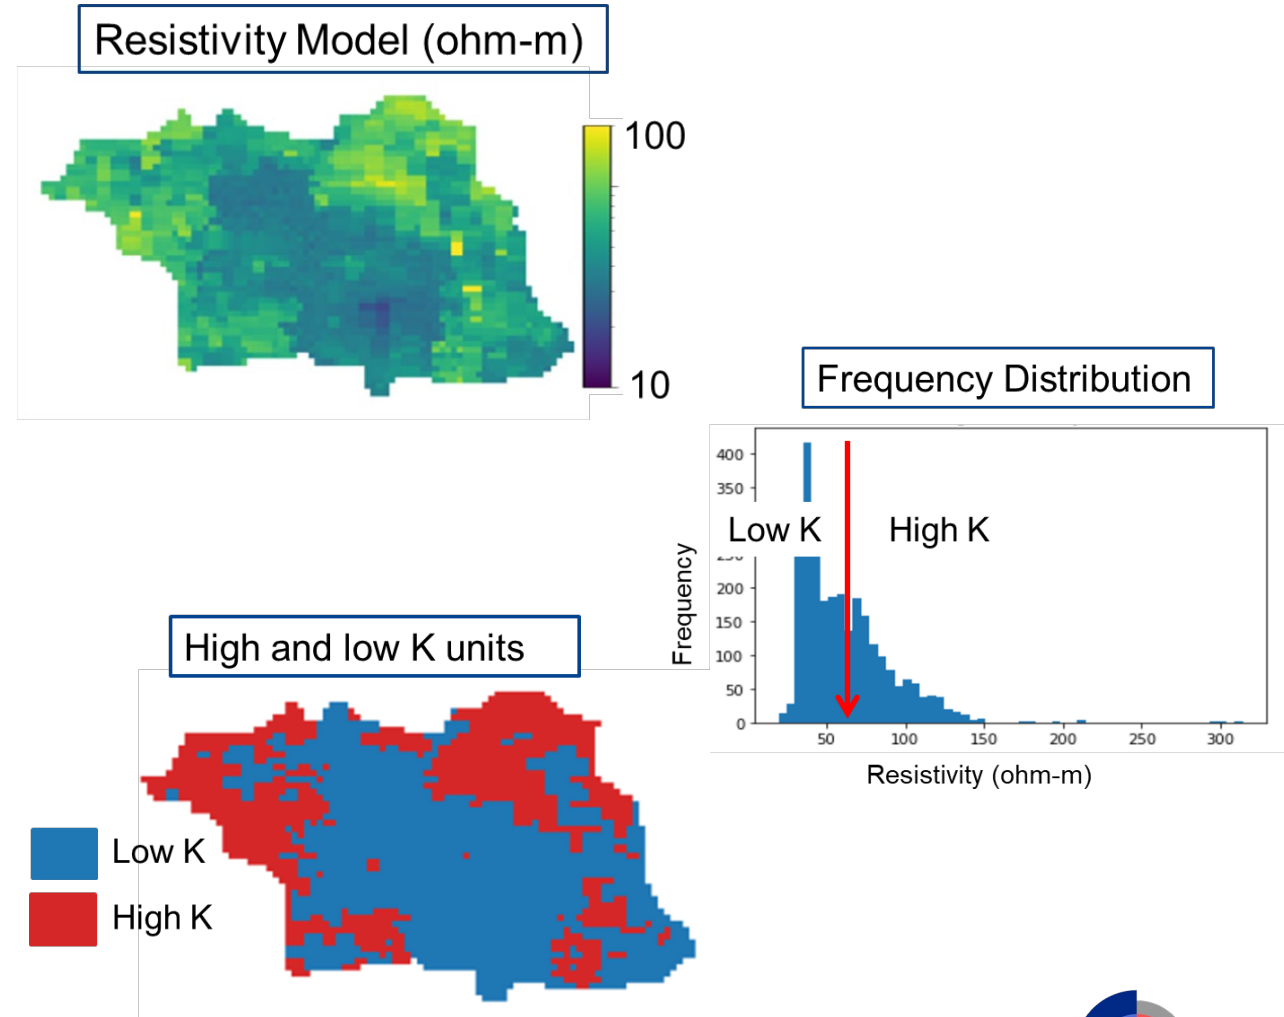 Resistivity Model (ohm-m)
100
10
Frequency Distribution
400
350
Low K
High K
200
150
100
50
0
Frequency
50 100 150 200 250 300
Resistivity (ohm-m)
High and low K units
Low K
High K